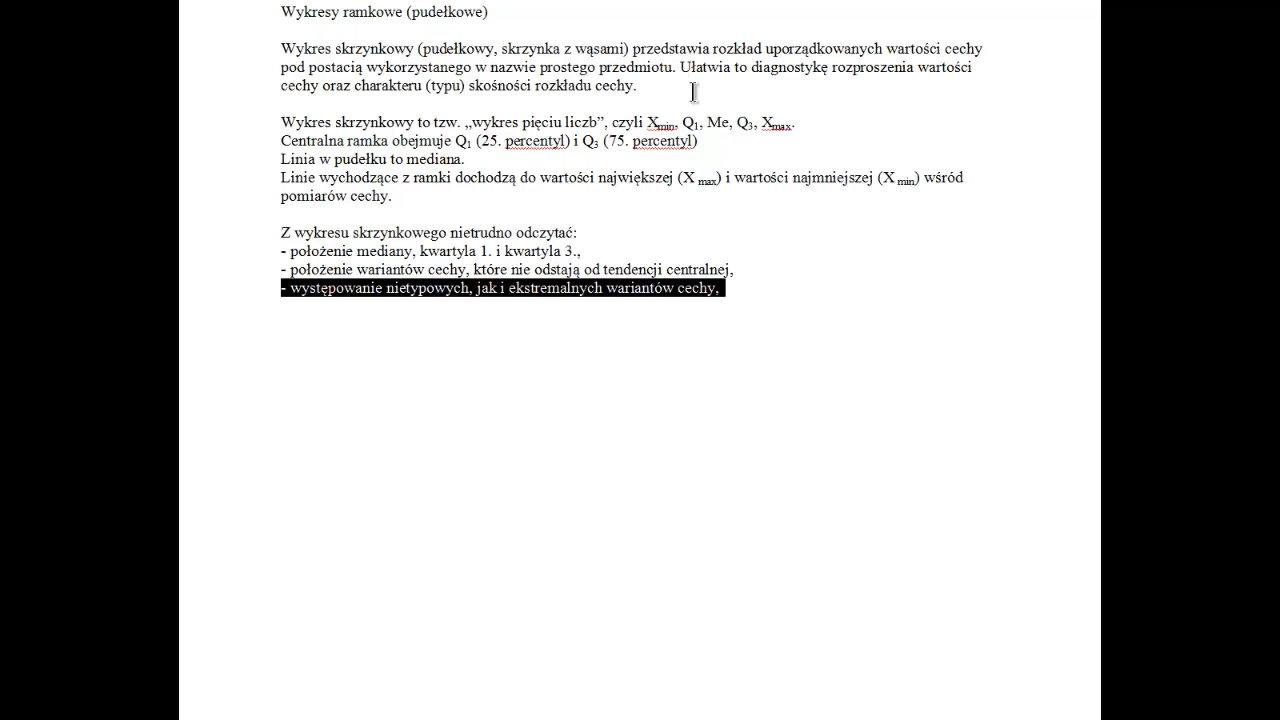 Wykresy ramkowe (pudełkowe)
Wykres skrzynkowy (pudełkowy, skrzynka z wąsami) przedstawia rozkład uporządkowanych wartości cechy
pod postacią wykorzystanego w nazwie prostego przedmiotu. Ułatwia to diagnostykę rozproszenia wartości
cechy oraz charakteru (typu) skośności rozkładu cechy.
Wykres skrzynkowy to tzw. „wykres pięciu liczb”, czyli Xmin, Q1, Me, Q3, Xmax.
Centralna ramka obejmuje Q1 (25. percentyl) i Q3 (75. percentyl)
Linia w pudełku to mediana.
Linie wychodzące z ramki dochodzą do wartości największej (X max) i wartości najmniejszej (X min) wśród
pomiarów cechy.
Z wykresu skrzynkowego nietrudno odczytać:
- położenie mediany, kwartyla 1. i kwartyla 3.,
- położenie wariantów cechy, które nie odstają od tendencji centralnej,
- występowanie nietypowych, jak i ekstremalnych wariantów cechy,